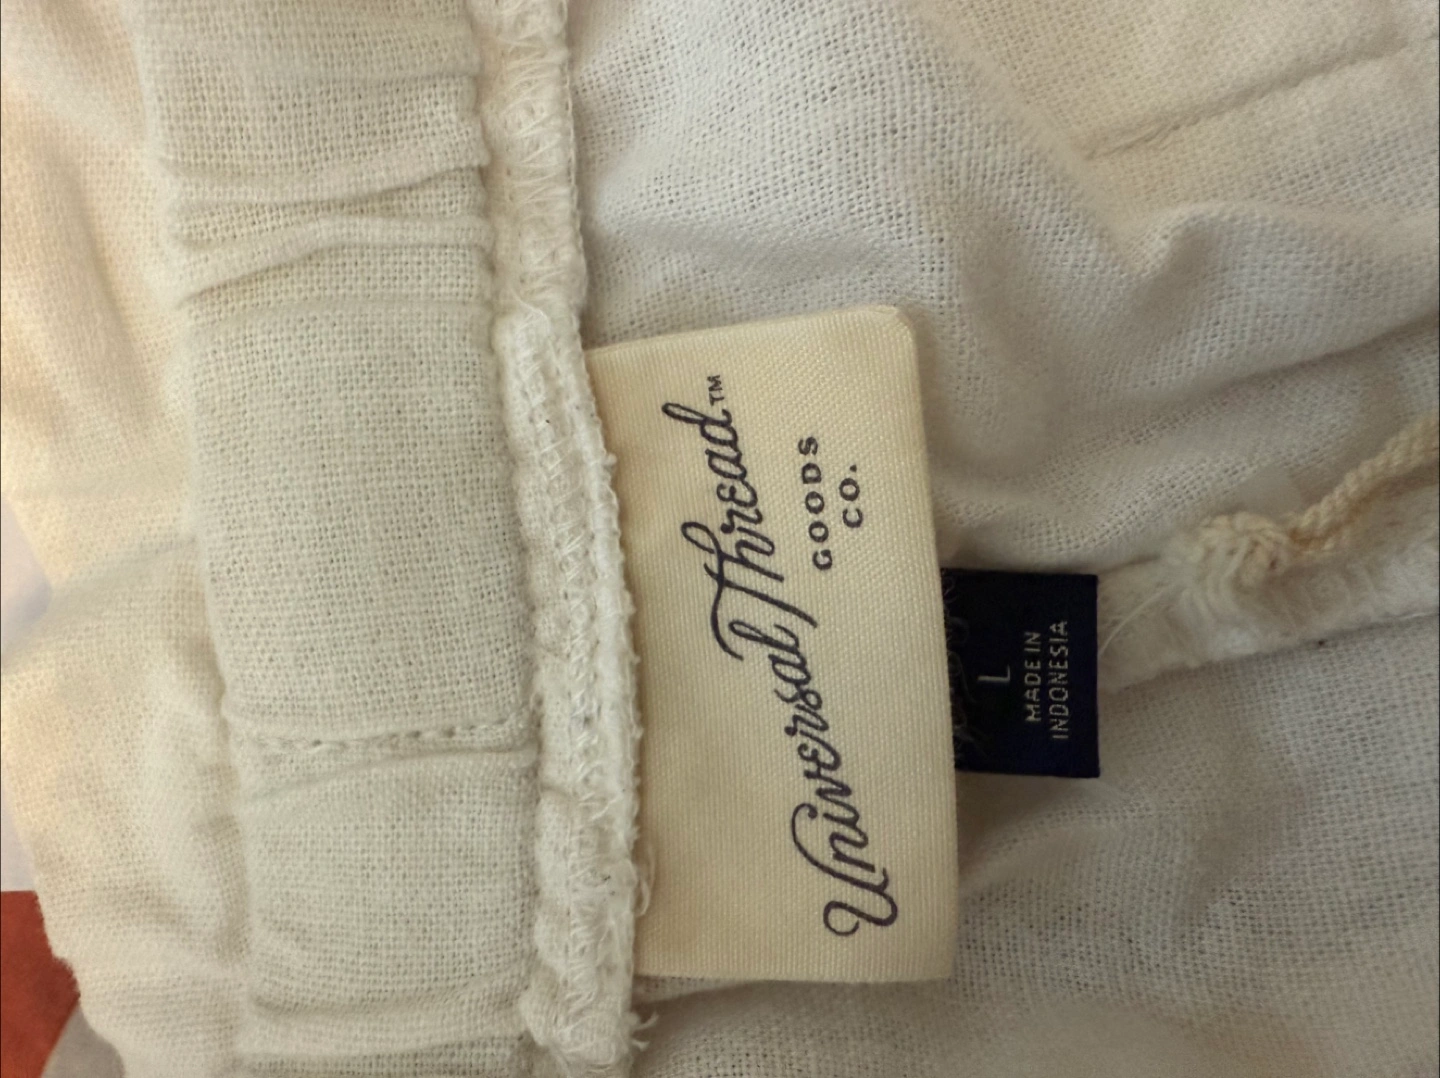 Universal Thread™
GOODS
CO.
L
MADE IN
INDONESIA